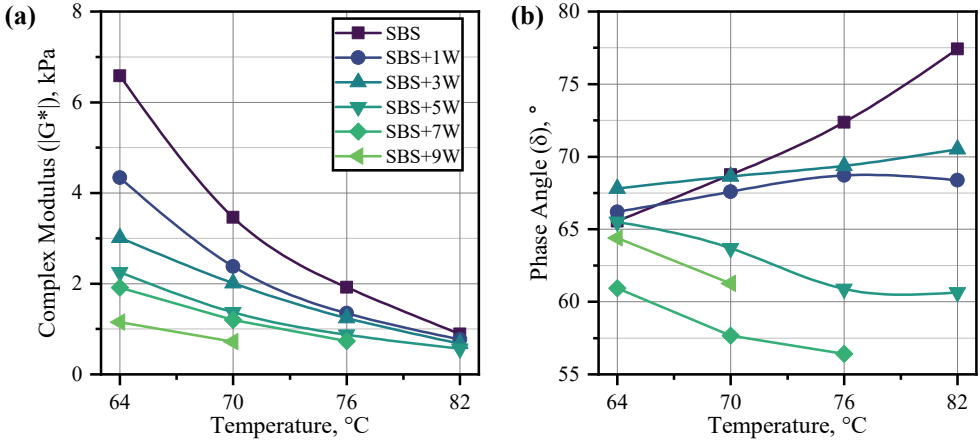 (a)
Complex Modulus (|G*|), kPa
8
6
4
2
0
SBS
SBS+1W
SBS+3W
SBS+5W
SBS+7W
SBS+9W
64 70 76 82
Temperature, °C
(b)
Phase Angle (δ), °
80
75
70
65
60
55
64 70 76 82
Temperature, °C